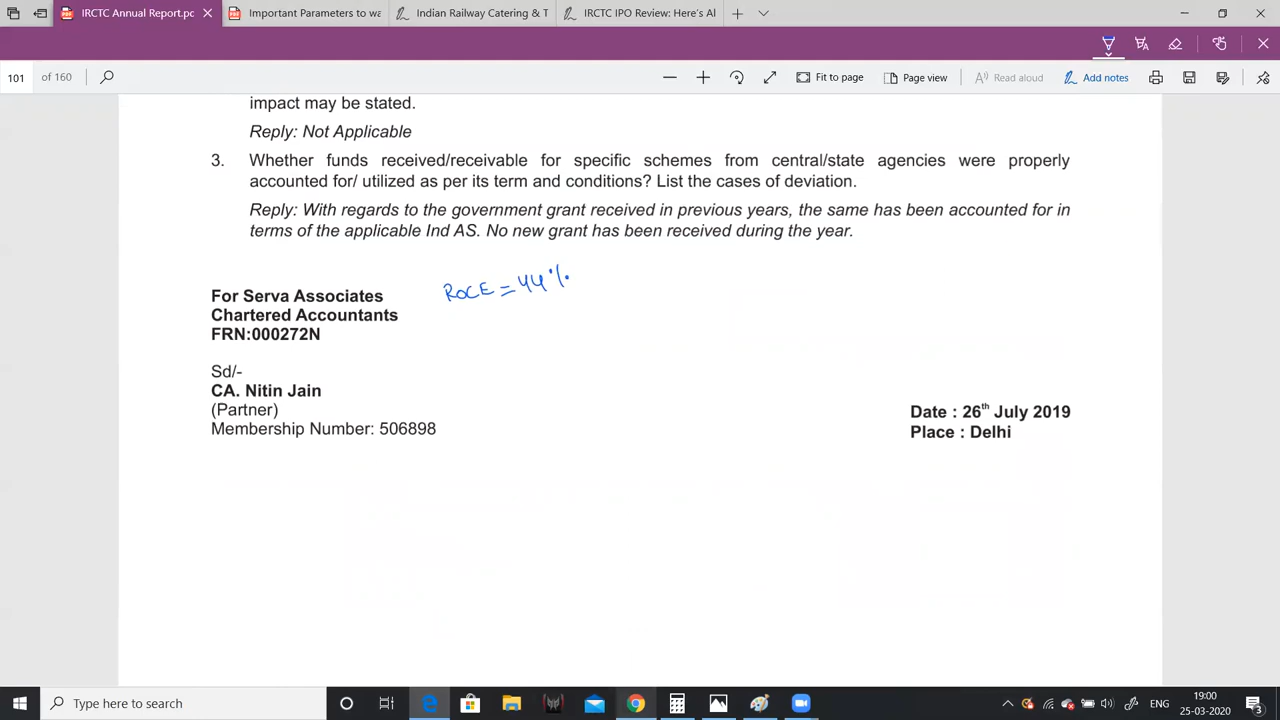 IRCTC Annual Report.pd
Important Parameters to wa
Indian Railway Catering & T
IRCTC IPO Review: Here's Al
101 of 160
Fit to page
Page view
Read aloud
Add notes
impact may be stated.
Reply: Not Applicable
3. Whether funds received/receivable for specific schemes from central/state agencies were properly
accounted for/ utilized as per its term and conditions? List the cases of deviation.
Reply: With regards to the government grant received in previous years, the same has been accounted for in
terms of the applicable Ind AS. No new grant has been received during the year.
ROCE = 44%
For Serva Associates
Chartered Accountants
FRN:000272N
Sd/-
CA. Nitin Jain
(Partner)
Membership Number: 506898
Date : 26th July 2019
Place : Delhi
Type here to search
ENG
19:00
25-03-2020
3